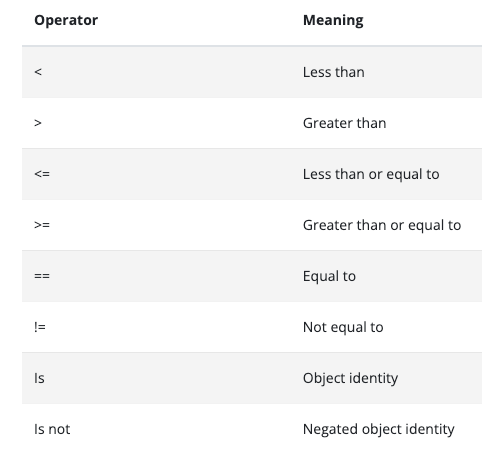 Operator Meaning
< Less than
> Greater than
<= Less than or equal to
>= Greater than or equal to
== Equal to
!= Not equal to
Is Object identity
Is not Negated object identity